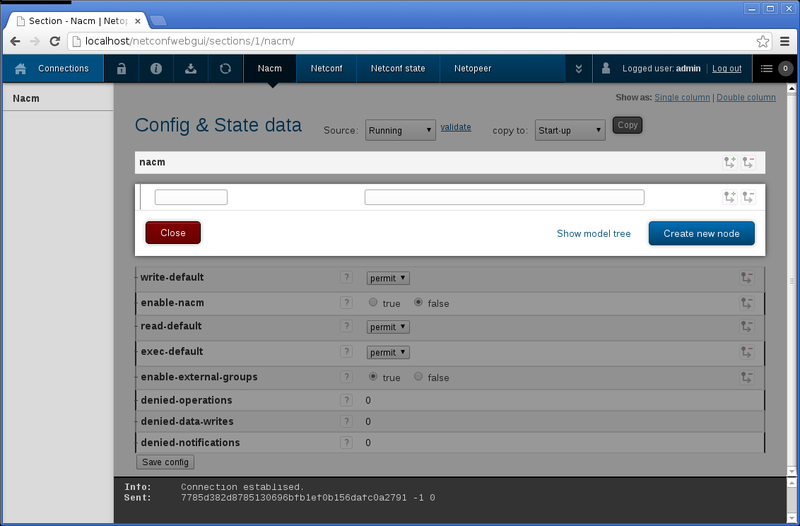 Section - Nacm | Netop
localhost/netconfwebgui/sections/1/nacm/
Connections Nacm Netconf Netconf state Netopeer Logged user: admin | Log out 0
Nacm
Show as: Single column | Double column
Config & State data Source: Running validate copy to: Start-up Copy
nacm
Close Show model tree Create new node
write-default ? permit
enable-nacm ? true false
read-default ? permit
exec-default ? permit
enable-external-groups ? true false
denied-operations ? 0
denied-data-writes ? 0
denied-notifications ? 0
Save config
Info: Connection establised.
Sent: 7785d382d8785130696bfb1ef0b156dafc0a2791 -1 0